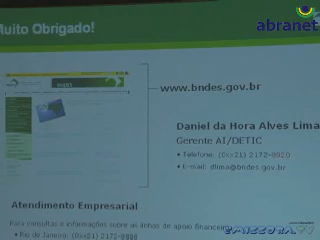 Muito Obrigado!
abranet
www.bndes.gov.br
Daniel da Hora Alves Lima
Gerente AI/DETIC
• Telefone: (0xx21) 2172-8920
• E-mail: dlima@bndes.gov.br
Atendimento Empresarial
Para consultas e informações sobre as linhas de apoio financeiro
• Rio de Janeiro: (0xx21) 2172-8888